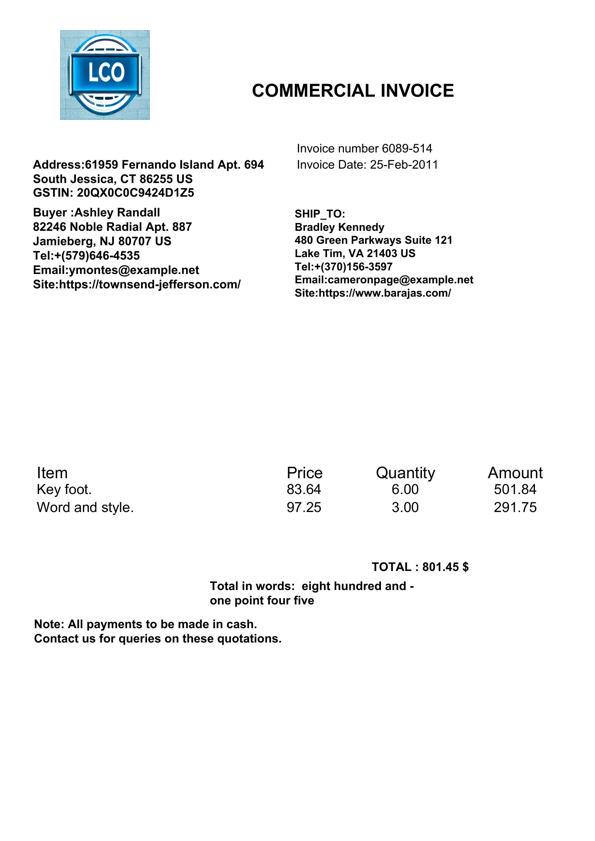 LCO
COMMERCIAL INVOICE
Invoice number 6089-514
Invoice Date: 25-Feb-2011
Address:61959 Fernando Island Apt. 694
South Jessica, CT 86255 US
GSTIN: 20QX0C0C9424D1Z5
Buyer :Ashley Randall
82246 Noble Radial Apt. 887
Jamieberg, NJ 80707 US
Tel:+(579)646-4535
Email:ymontes@example.net
Site:https://townsend-jefferson.com/
SHIP_TO:
Bradley Kennedy
480 Green Parkways Suite 121
Lake Tim, VA 21403 US
Tel:+(370)156-3597
Email:cameronpage@example.net
Site:https://www.barajas.com/
Item Price Quantity Amount
Key foot. 83.64 6.00 501.84
Word and style. 97.25 3.00 291.75
TOTAL : 801.45 $
Total in words:  eight hundred and -
one point four five
Note: All payments to be made in cash.
Contact us for queries on these quotations.